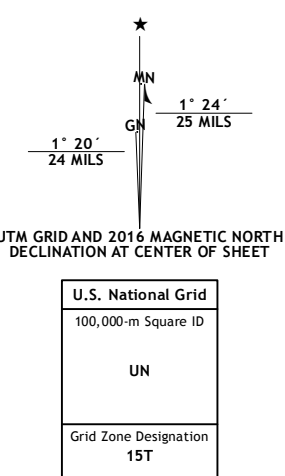 ★
MN
1° 24´
25 MILS
GN
1° 20´
24 MILS
UTM GRID AND 2016 MAGNETIC NORTH
DECLINATION AT CENTER OF SHEET
U.S. National Grid
100,000-m Square ID
UN
Grid Zone Designation
15T